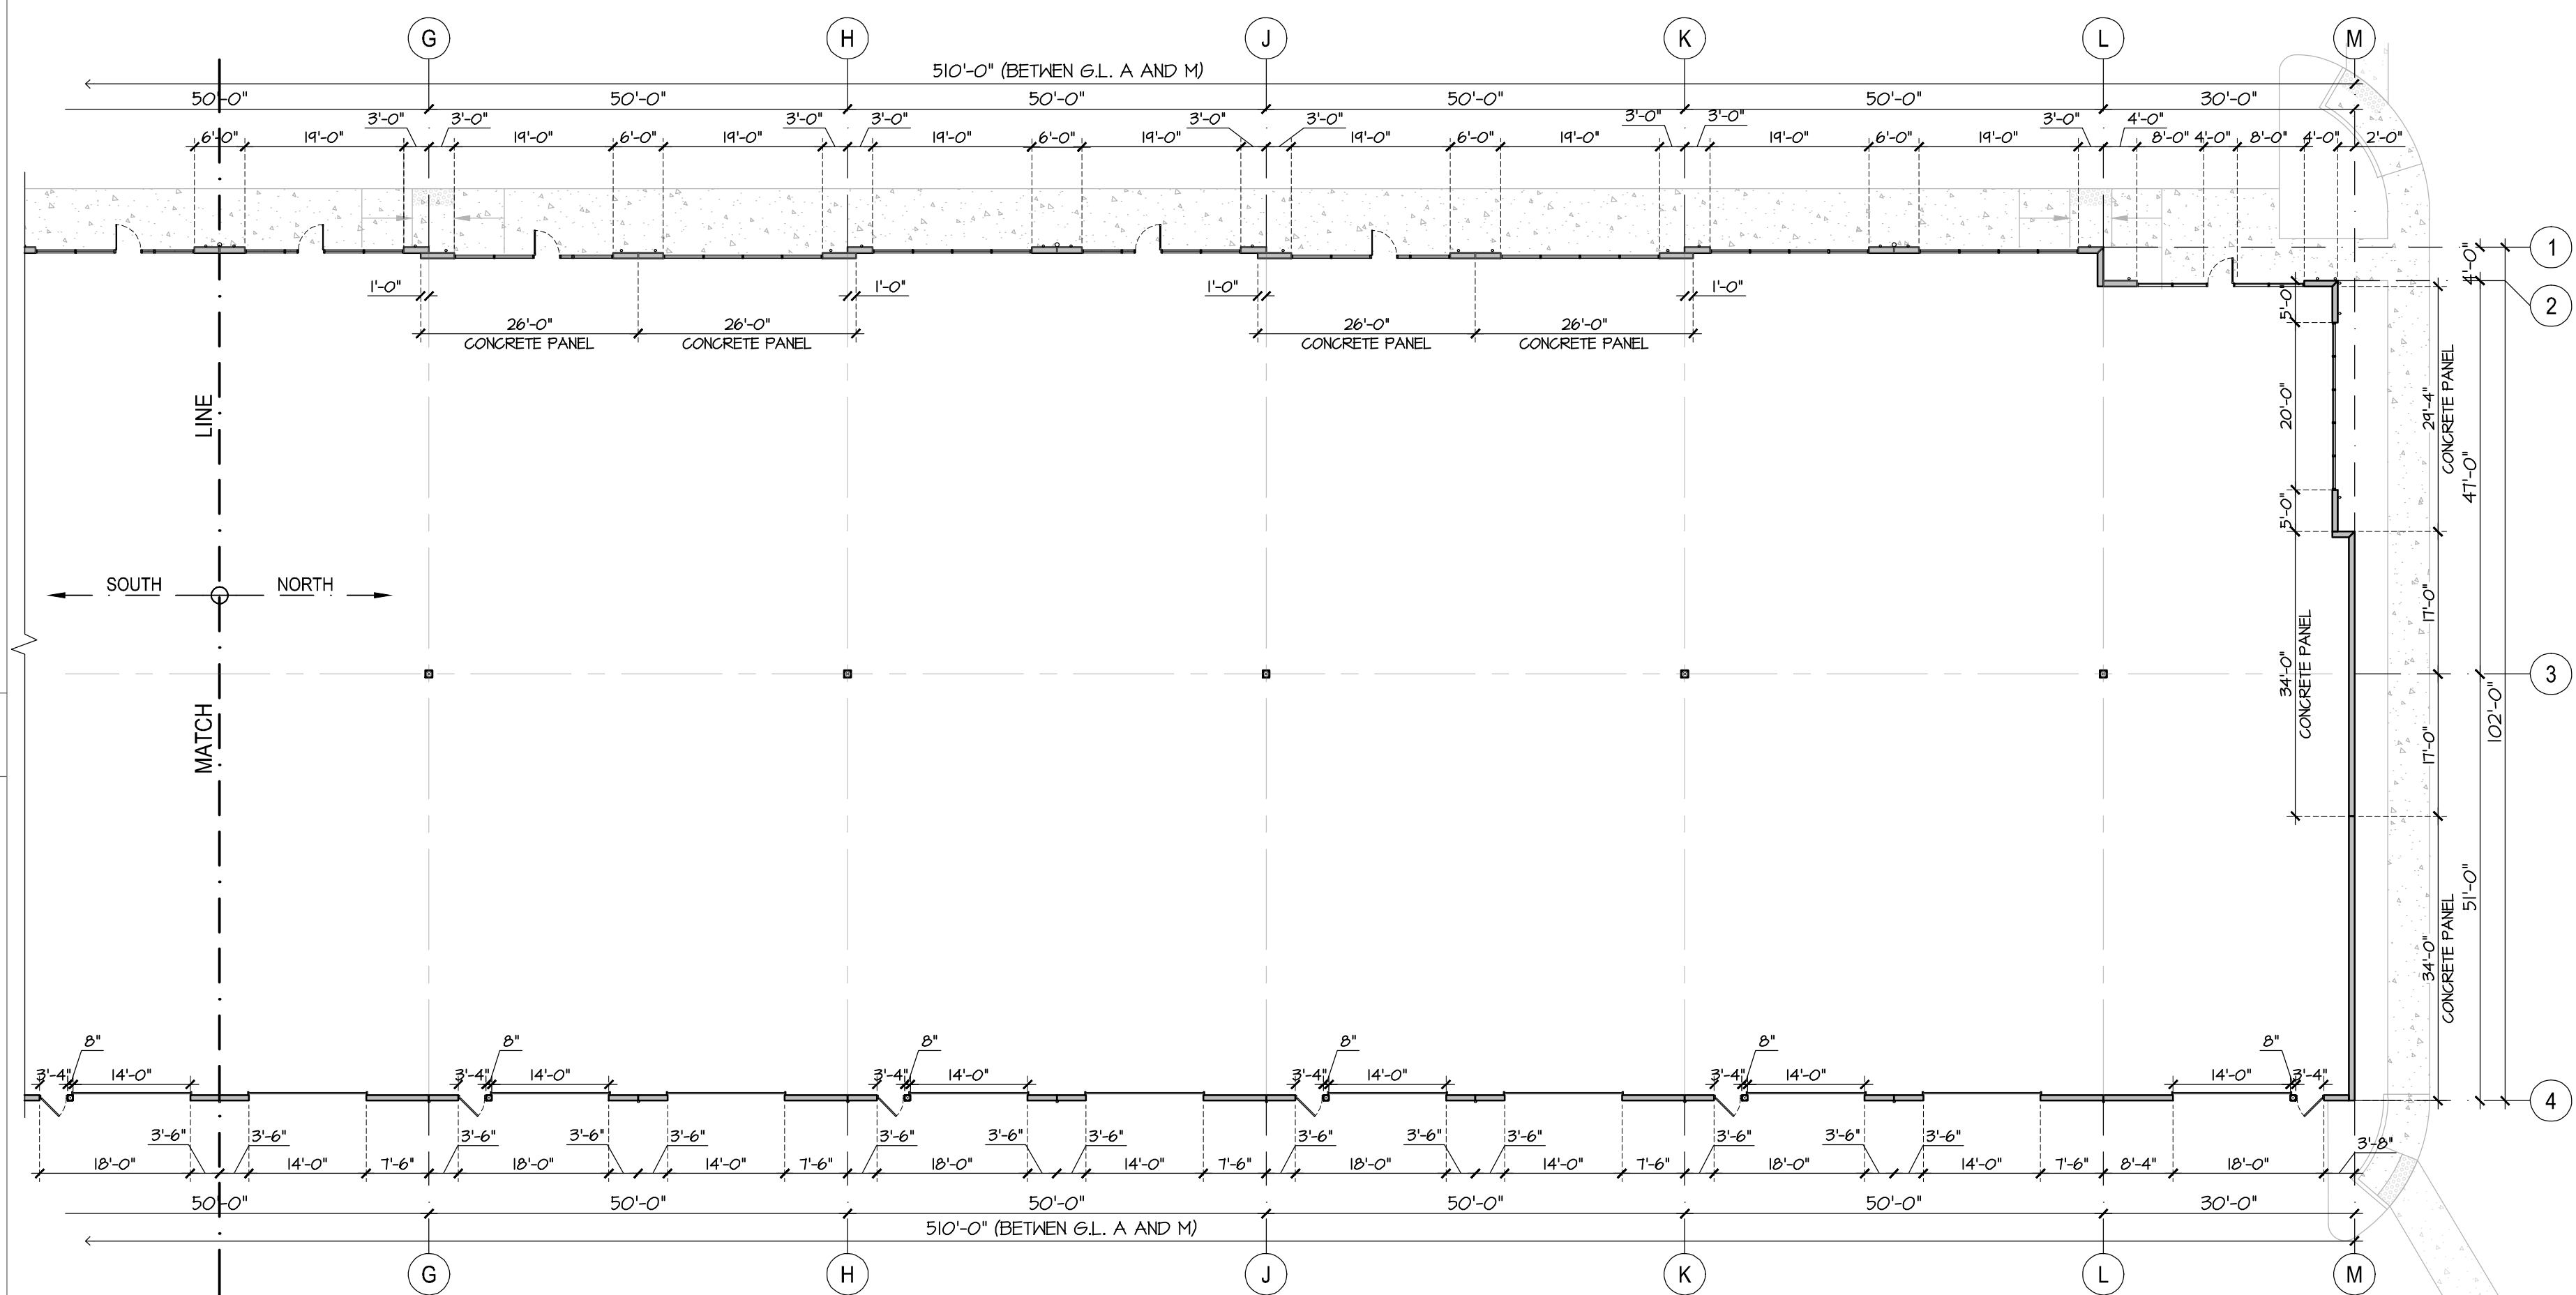 G H J K L M
510'-0" (BETWEN G.L. A AND M)
50'-0" 50'-0" 50'-0" 50'-0" 50'-0" 30'-0"
3'-0" 3'-0" 3'-0" 3'-0" 3'-0" 3'-0" 3'-0" 3'-0" 3'-0" 4'-0"
6'-0" 19'-0" 19'-0" 6'-0" 19'-0" 19'-0" 6'-0" 19'-0" 19'-0" 6'-0" 19'-0" 19'-0" 6'-0" 19'-0" 8'-0" 4'-0" 8'-0" 4'-0" 2'-0"
1
4'-0"
2
1'-0" 1'-0" 1'-0" 1'-0"
5'-0"
26'-0" 26'-0" 26'-0" 26'-0"
CONCRETE PANEL CONCRETE PANEL CONCRETE PANEL CONCRETE PANEL
LINE
20'-0"
29'-4"
CONCRETE PANEL
47'-0"
5'-0"
SOUTH NORTH
17'-0"
34'-0"
CONCRETE PANEL
3
MATCH
17'-0"
102'-0"
51'-0"
34'-0"
CONCRETE PANEL
8" 8" 8" 8" 8" 8"
3'-4" 14'-0" 3'-4" 14'-0" 3'-4" 14'-0" 3'-4" 14'-0" 3'-4" 14'-0" 14'-0" 3'-4"
4
3'-6" 3'-6" 3'-6" 3'-6" 3'-6" 3'-6" 3'-6" 3'-6" 3'-6" 3'-6" 3'-6" 3'-6" 3'-6" 3'-6" 3'-8"
18'-0" 14'-0" 7'-6" 18'-0" 14'-0" 7'-6" 18'-0" 14'-0" 7'-6" 18'-0" 14'-0" 7'-6" 18'-0" 14'-0" 7'-6" 8'-4" 18'-0"
50'-0" 50'-0" 50'-0" 50'-0" 50'-0" 30'-0"
510'-0" (BETWEN G.L. A AND M)
G H J K L M